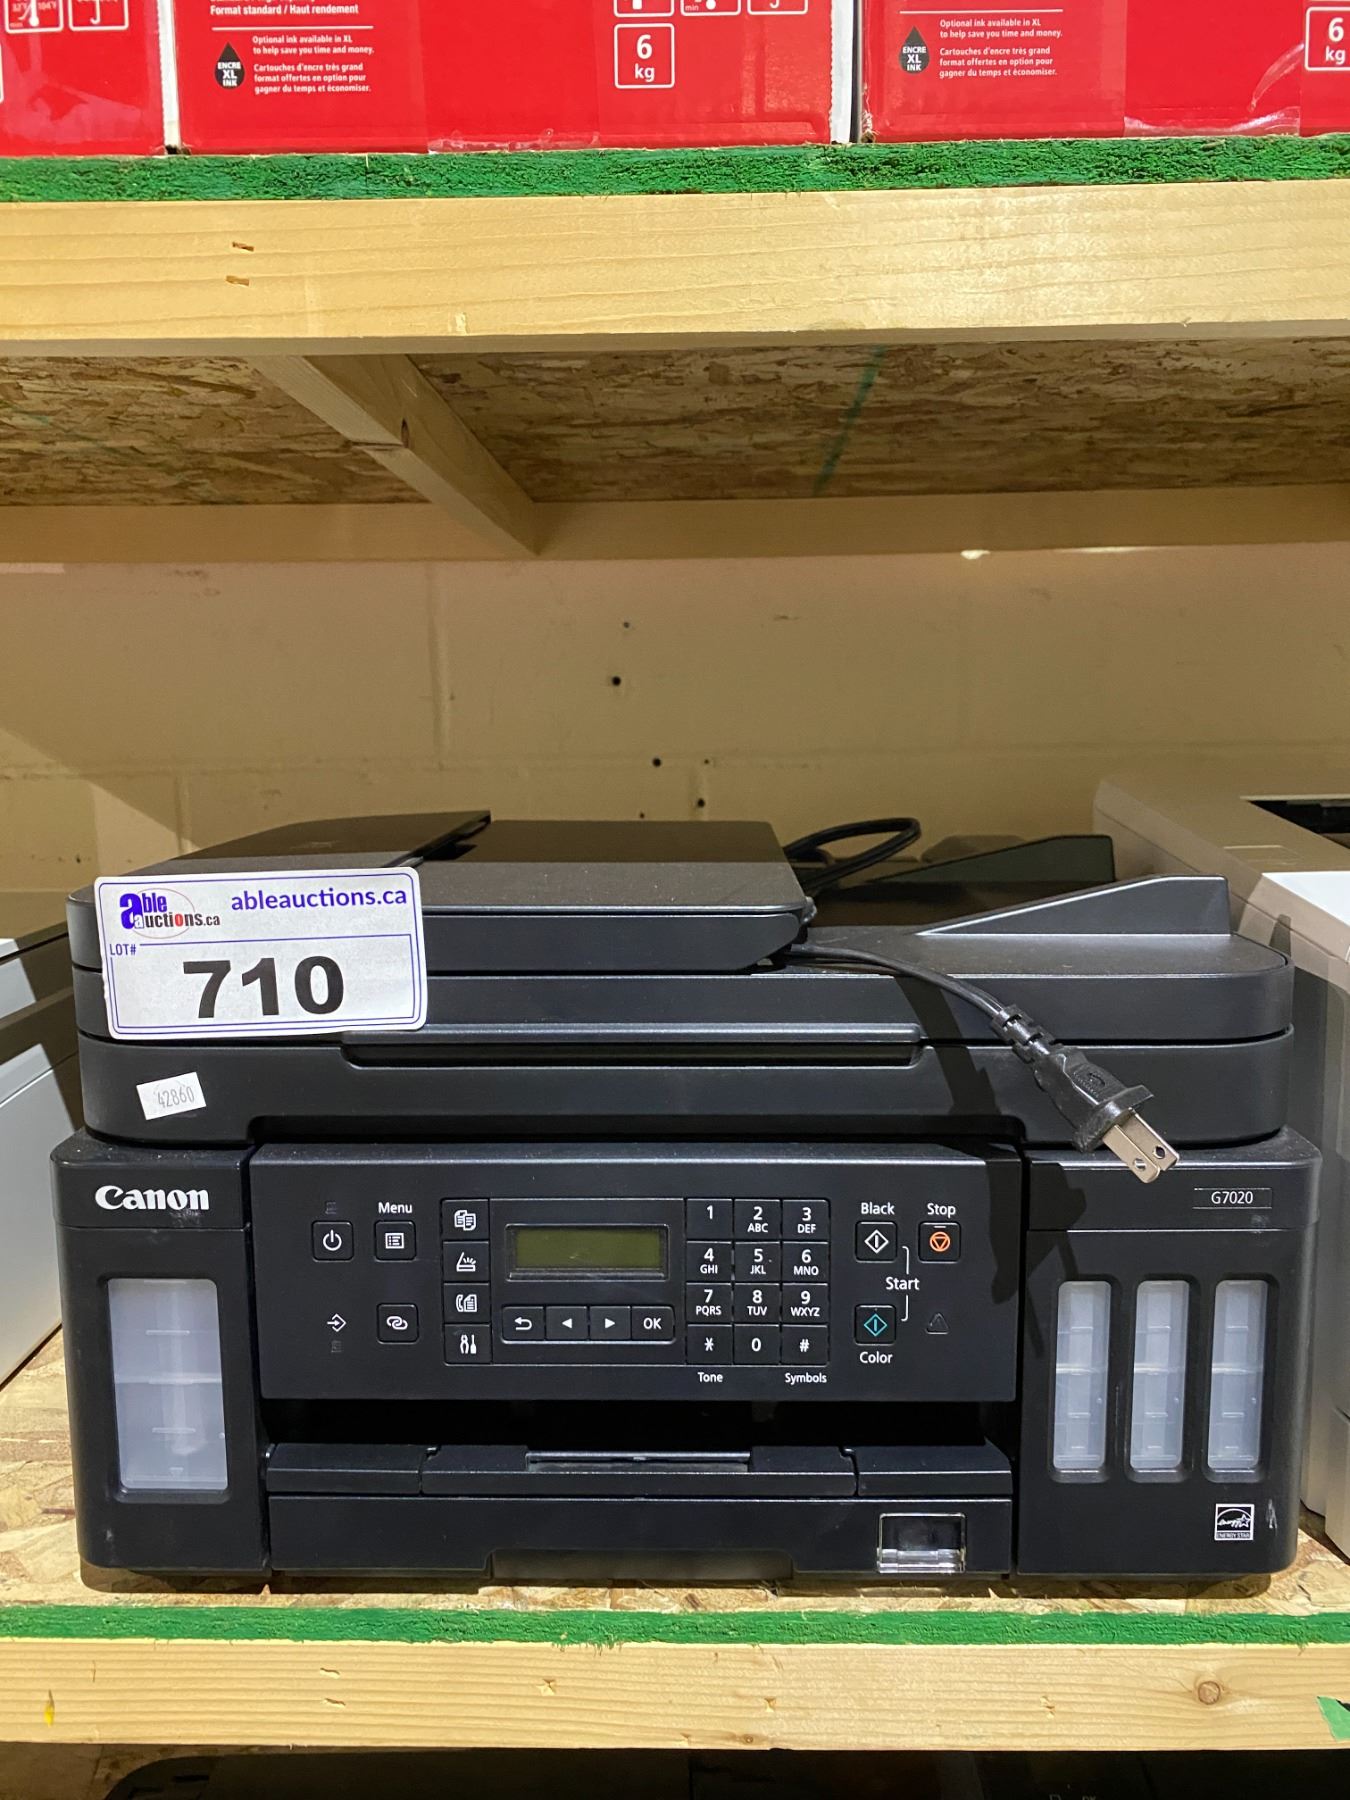 Format standard / Haut rendement
Optional ink available in XL
to help save you time and money.
Cartouches d'encre très grand
format offertes en option pour
gagner du temps et économiser.
ENCRE
XL
INK
6
kg
Optional ink available in XL
to help save you time and money.
Cartouches d'encre très grand
format offertes en option pour
gagner du temps et économiser.
ENCRE
XL
INK
6
kg
able auctions.ca
ableauctions.ca
LOT#
710
42860
Canon
G7020
Menu
OK
1
2
ABC
3
DEF
4
GHI
5
JKL
6
MNO
7
PQRS
8
TUV
9
WXYZ
*
0
#
Tone
Symbols
Black
Stop
Start
Color
ENERGY STAR